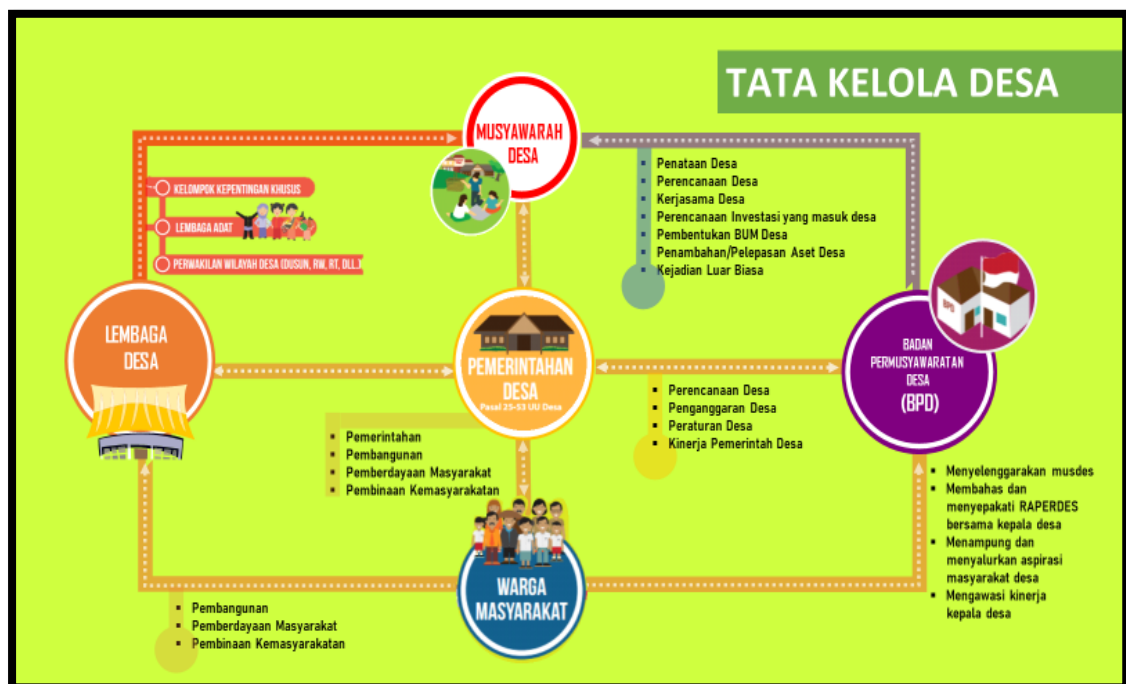 TATA KELOLA DESA
MUSYAWARAH
DESA
KELOMPOK KEPENTINGAN KHUSUS
LEMBAGA ADAT
PERWAKILAN WILAYAH DESA (DUSUN, RW, RT, DLL.)
▪ Penataan Desa
▪ Perencanaan Desa
▪ Kerjasama Desa
▪ Perencanaan Investasi yang masuk desa
▪ Pembentukan BUM Desa
▪ Penambahan/Pelepasan Aset Desa
▪ Kejadian Luar Biasa
LEMBAGA
DESA
PEMERINTAHAN
DESA
Pasal 25-53 UU Desa
BPD
BADAN
PERMUSYAWARATAN
DESA
(BPD)
▪ Perencanaan Desa
▪ Penganggaran Desa
▪ Peraturan Desa
▪ Kinerja Pemerintah Desa
▪ Pemerintahan
▪ Pembangunan
▪ Pemberdayaan Masyarakat
▪ Pembinaan Kemasyarakatan
▪ Menyelenggarakan musdes
▪ Membahas dan
menyepakati RAPERDES
bersama kepala desa
▪ Menampung dan
menyalurkan aspirasi
masyarakat desa
▪ Mengawasi kinerja
kepala desa
WARGA
MASYARAKAT
▪ Pembangunan
▪ Pemberdayaan Masyarakat
▪ Pembinaan Kemasyarakatan